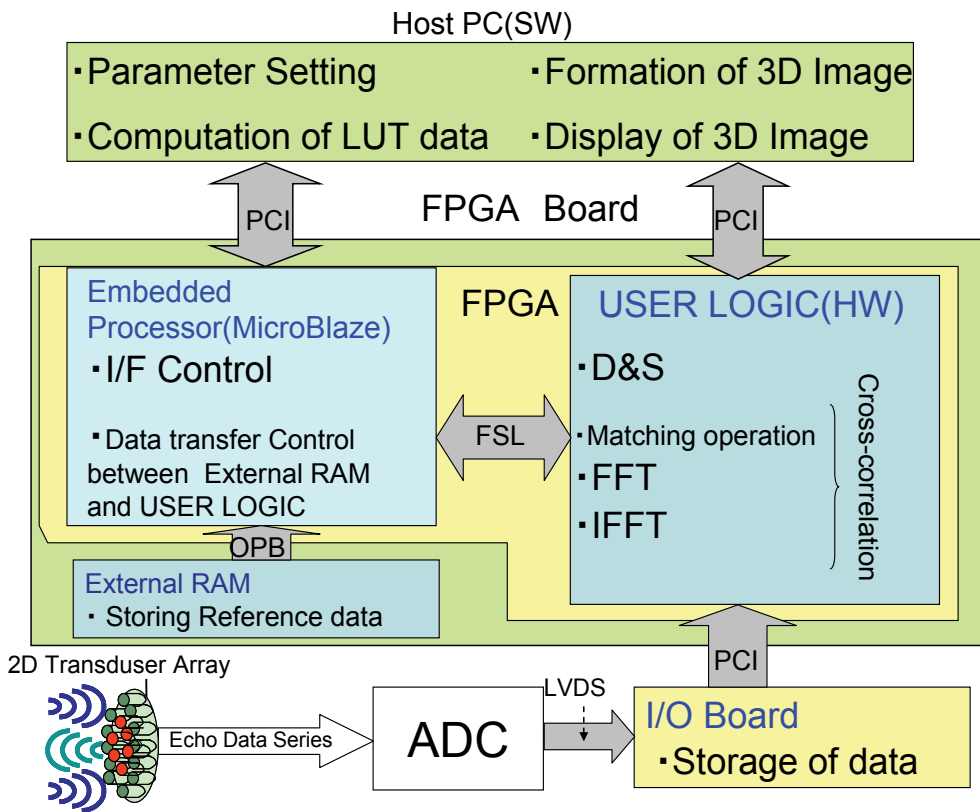 Host PC(SW)
・Parameter Setting
・Computation of LUT data
・Formation of 3D Image
・Display of 3D Image
PCI
FPGA Board
PCI
Embedded
Processor(MicroBlaze)
・I/F Control
・Data transfer Control
between External RAM
and USER LOGIC
FPGA
FSL
USER LOGIC(HW)
・D&S
・Matching operation
・FFT
・IFFT
Cross-correlation
OPB
External RAM
・Storing Reference data
PCI
2D Transduser Array
Echo Data Series
ADC
LVDS
I/O Board
・Storage of data